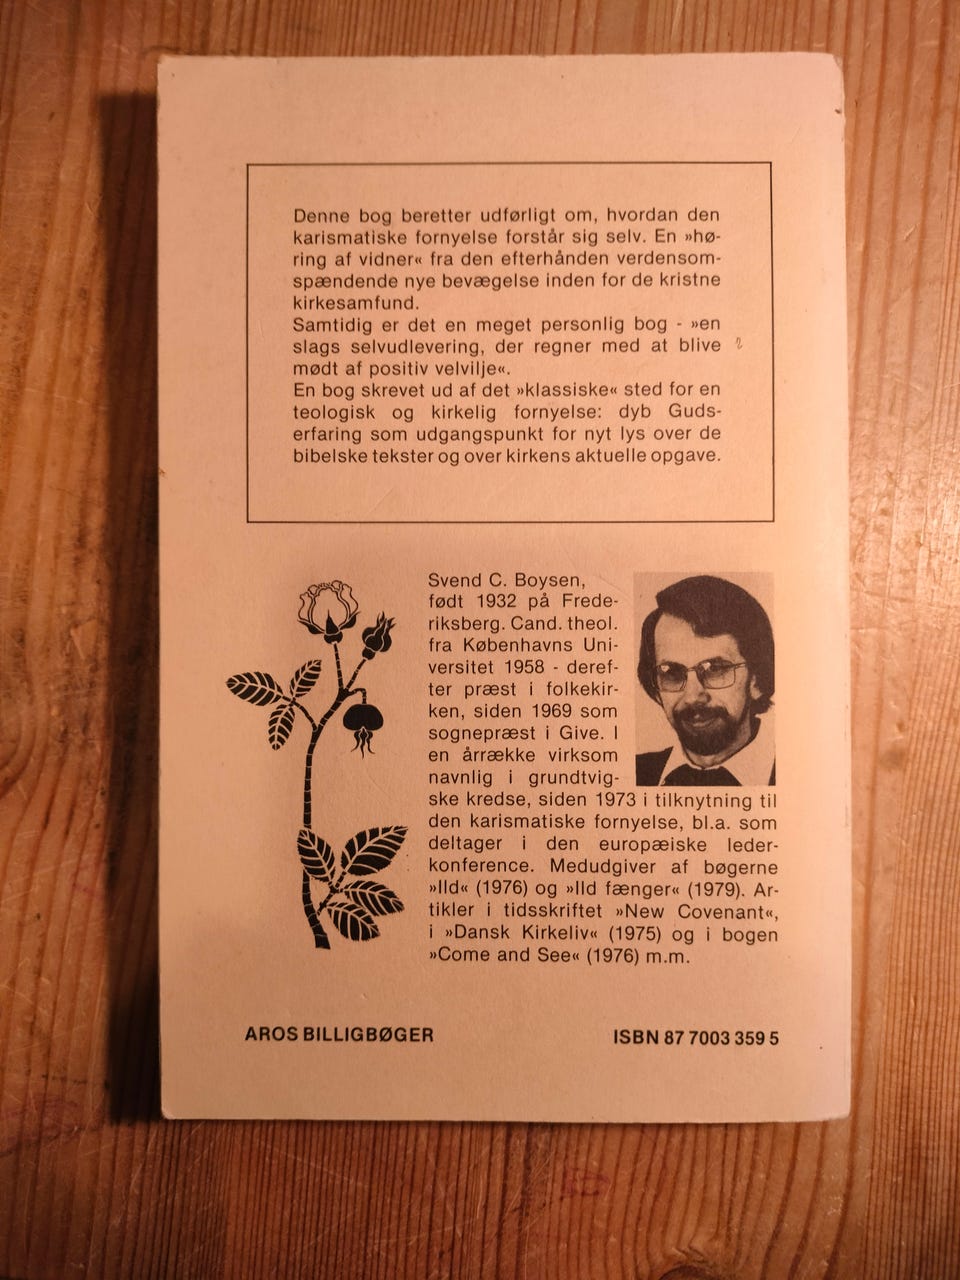 Denne bog beretter udførligt om, hvordan den
karismatiske fornyelse forstår sig selv. En »hø-
ring af vidner« fra den efterhånden verdensom-
spændende nye bevægelse inden for de kristne
kirkesamfund.
Samtidig er det en meget personlig bog - »en
slags selvudlevering, der regner med at blive
mødt af positiv velvilje«.
En bog skrevet ud af det »klassiske« sted for en
teologisk og kirkelig fornyelse: dyb Guds-
erfaring som udgangspunkt for nyt lys over de
bibelske tekster og over kirkens aktuelle opgave.
Svend C. Boysen,
født 1932 på Frede-
riksberg. Cand. theol.
fra Københavns Uni-
versitet 1958 - deref-
ter præst i folkekir-
ken, siden 1969 som
sognepræst i Give. I
en årrække virksom
navnlig i grundtvig-
ske kredse, siden 1973 i tilknytning til
den karismatiske fornyelse, bl.a. som
deltager i den europæiske leder-
konference. Medudgiver af bøgerne
»Ild« (1976) og »Ild fænger« (1979). Ar-
tikler i tidsskriftet »New Covenant«,
i »Dansk Kirkeliv« (1975) og i bogen
»Come and See« (1976) m.m.
AROS BILLIGBØGER
ISBN 87 7003 359 5